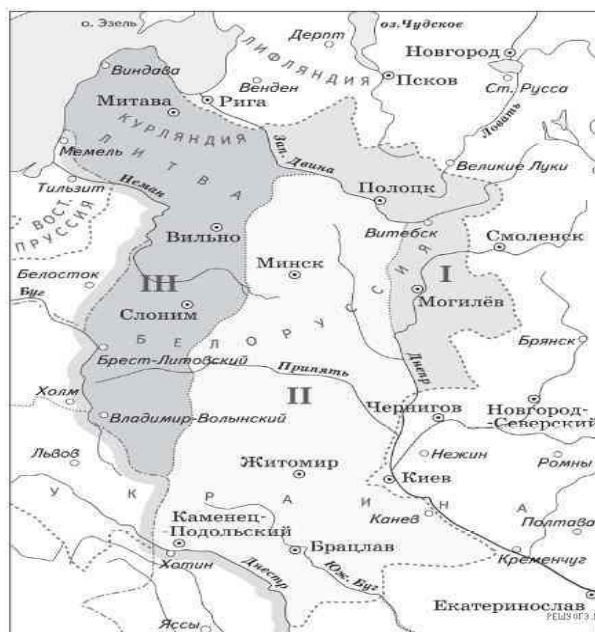 о. Эзель
оз. Чудское
Дерпт
Новгород
ЛИФЛЯНДИЯ
Виндава
Венден
Псков
Ст. Русса
Митава
Рига
Ловать
КУРЛЯНДИЯ
Мемель
ЛИТВА
Зап. Двина
Великие Луки
Тильзит
Неман
Полоцк
ВОСТ.
ПРУССИЯ
Вильно
Витебск
Смоленск
Минск
Белосток
III
I
Буг
Слоним
Могилёв
БЕЛОРУССИЯ
Брянск
Брест-Литовский
Припять
Днепр
Холм
II
Владимир-Волынский
Чернигов
Новгород-
-Северский
Львов
Нежин
Житомир
Ромны
Киев
УКРАИНА
Канев
Каменец-
Подольский
Полтава
Хотин
Брацлав
Кременчуг
Днестр
Юж. Буг
Екатеринослав
Яссы
РЕШУОГЭ.